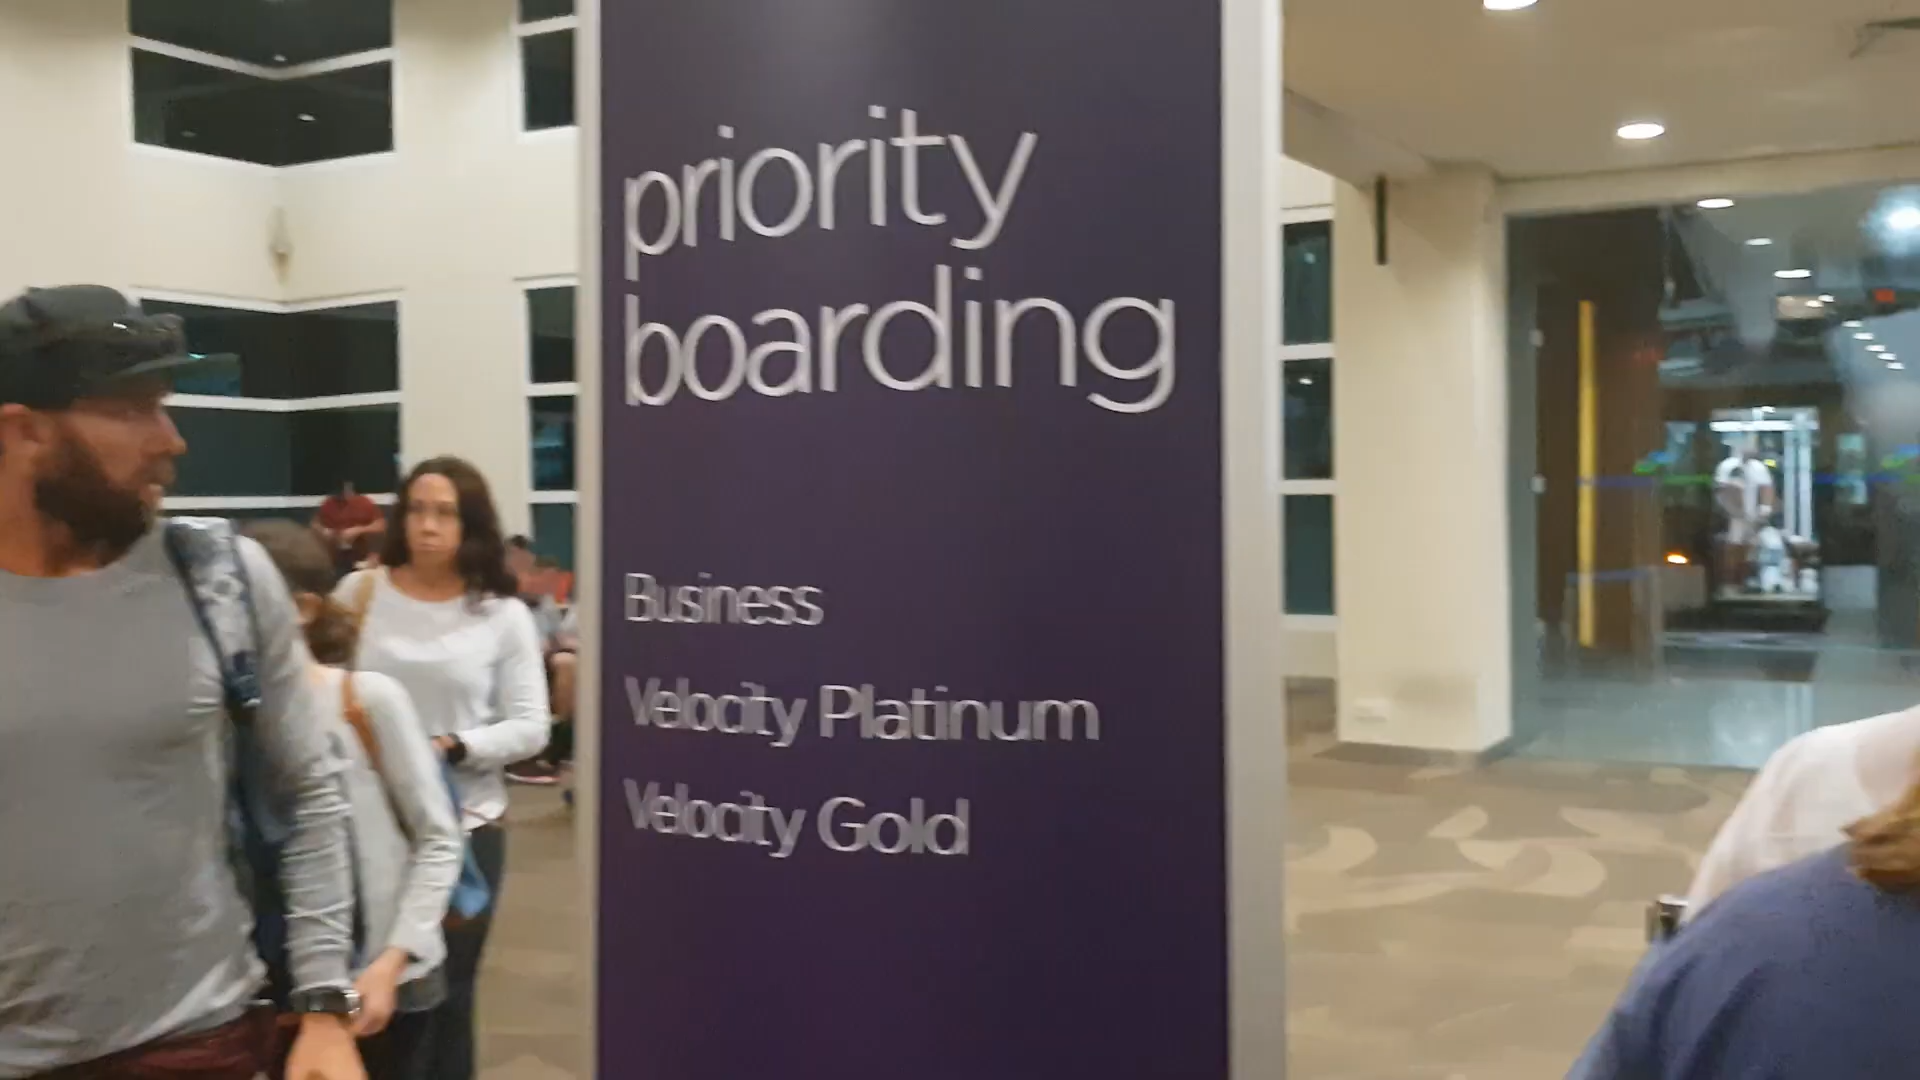 priority
boarding
Business
Velocity Platinum
Velocity Gold